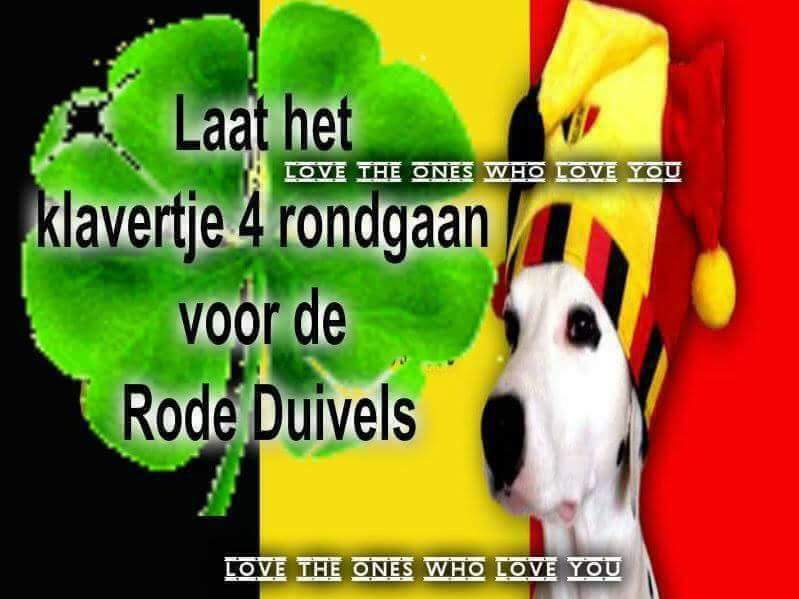 Laat het
LOVE THE ONES WHO LOVE YOU
klavertje 4 rondgaan
voor de
Rode Duivels
LOVE THE ONES WHO LOVE YOU